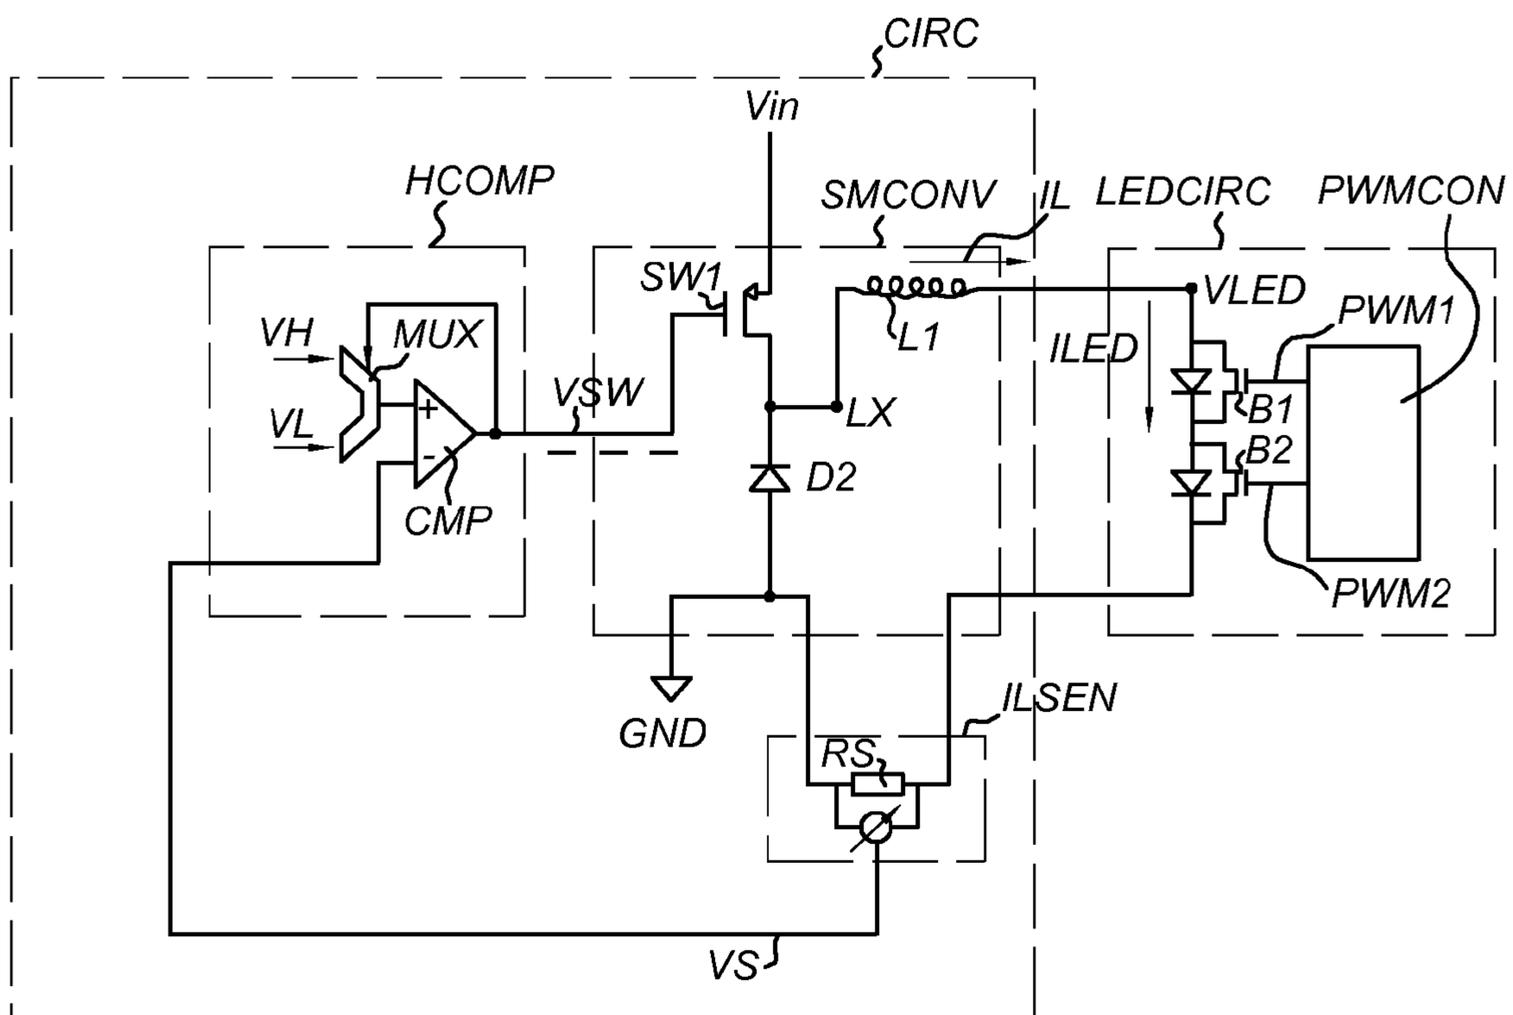 CIRC
Vin
HCOMP
SMCONV
IL
LEDCIRC
PWMCON
SW1
VH
MUX
L1
VLED
PWM1
ILED
VL
+
VSW
LX
B1
B2
-
CMP
D2
PWM2
GND
ILSEN
RS
VS